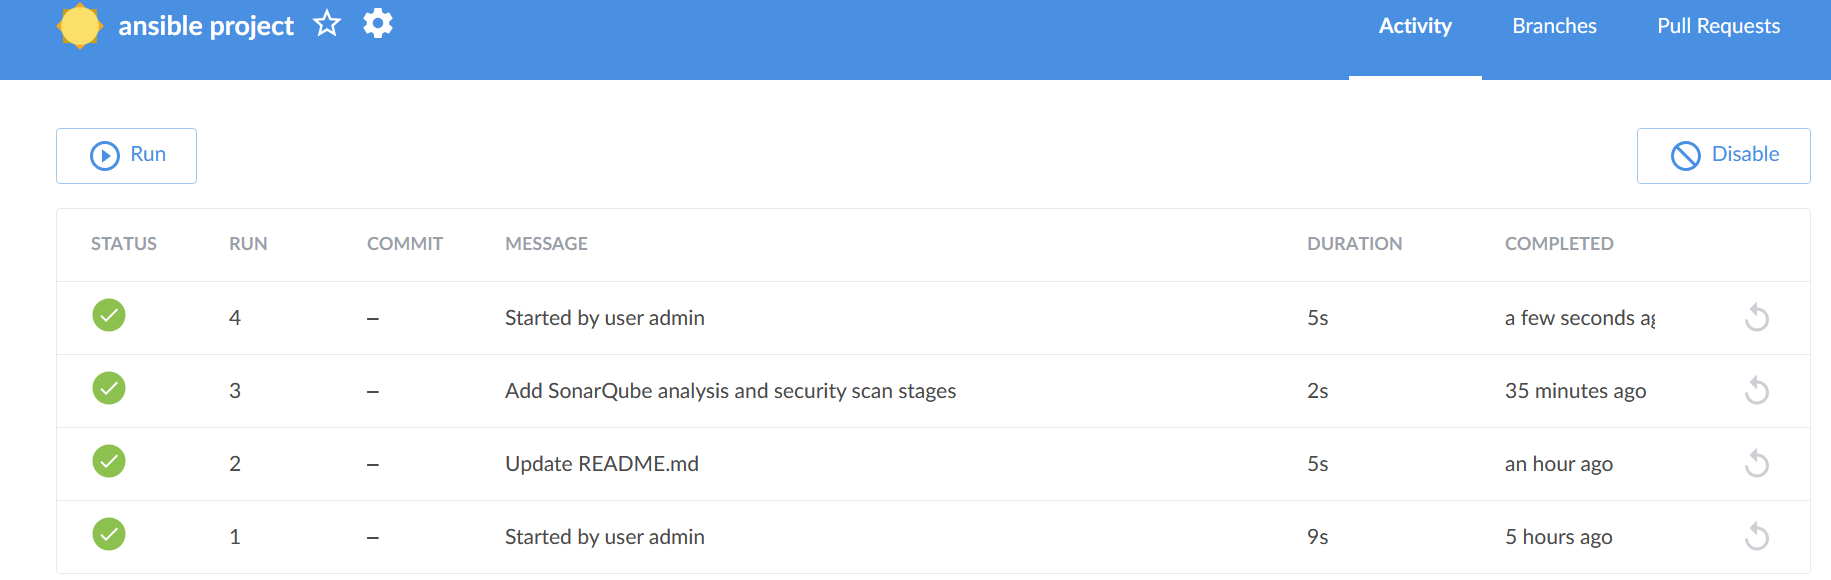 ansible project Activity Branches Pull Requests
Run Disable
STATUS RUN COMMIT MESSAGE DURATION COMPLETED
4 – Started by user admin 5s a few seconds ag
3 – Add SonarQube analysis and security scan stages 2s 35 minutes ago
2 – Update README.md 5s an hour ago
1 – Started by user admin 9s 5 hours ago